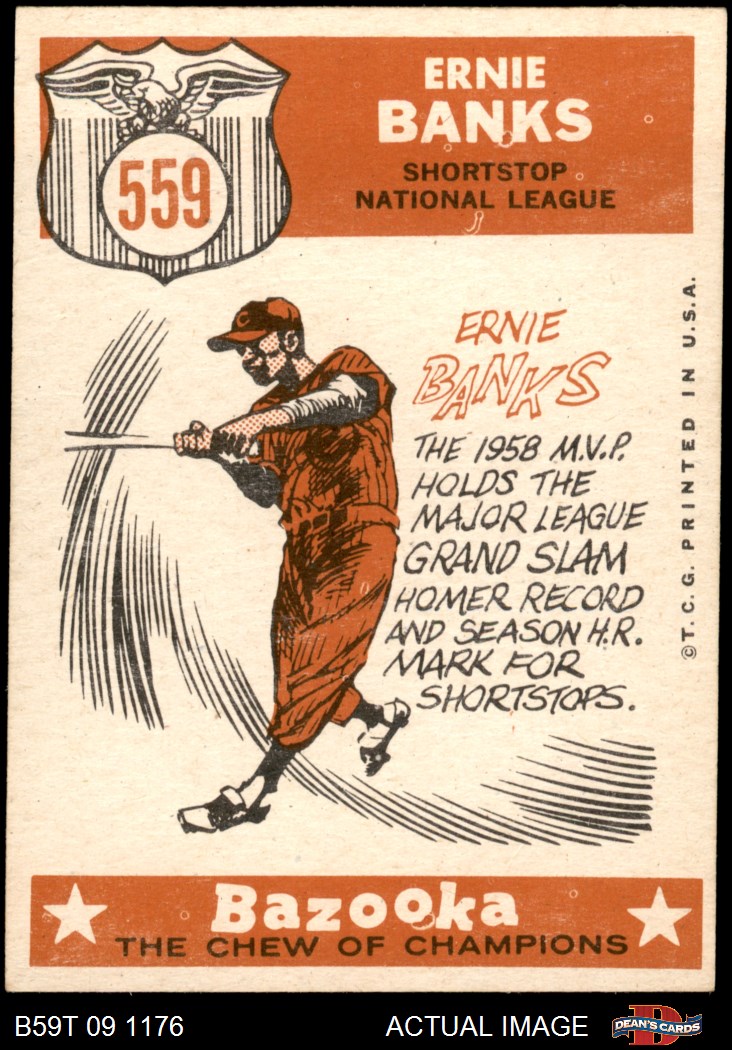 559
ERNIE
BANKS
SHORTSTOP
NATIONAL LEAGUE
C
ERNIE
BANKS
THE 1958 M.V.P.
HOLDS THE
MAJOR LEAGUE
GRAND SLAM
HOMER RECORD
AND SEASON H.R.
MARK FOR
SHORTSTOPS.
©T.C.G. PRINTED IN U.S.A.
Bazooka
THE CHEW OF CHAMPIONS
B59T 09 1176
ACTUAL IMAGE
D
DEAN'S CARDS